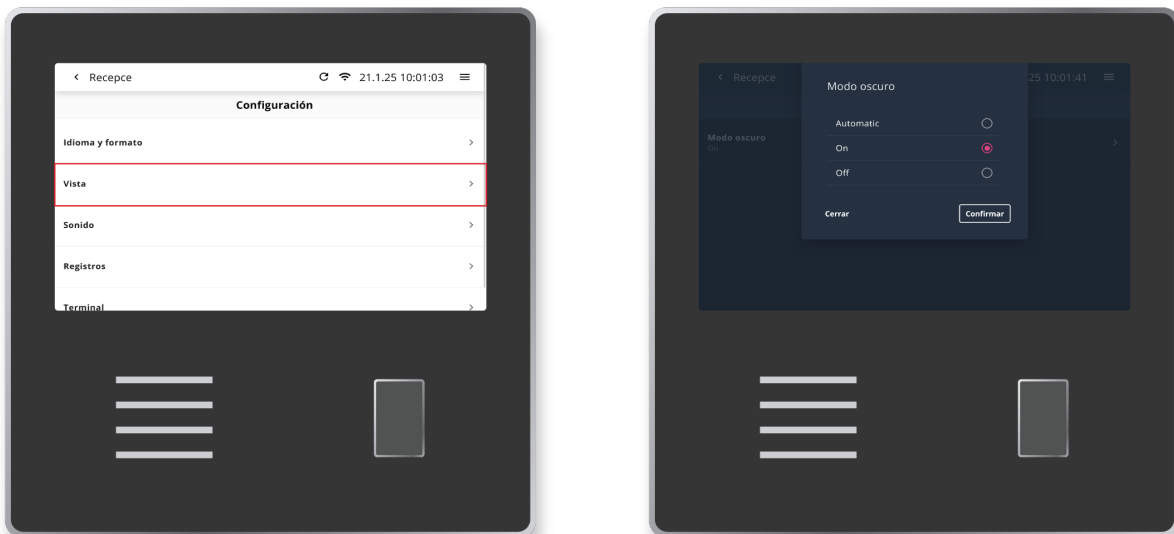 Recepce
21.1.25 10:01:03
Configuración
Idioma y formato
Vista
Sonido
Registros
Terminal
Recepce
25 10:01:41
Modo oscuro
Automatic
Modo oscuro
On
On
Off
Cerrar
Confirmar